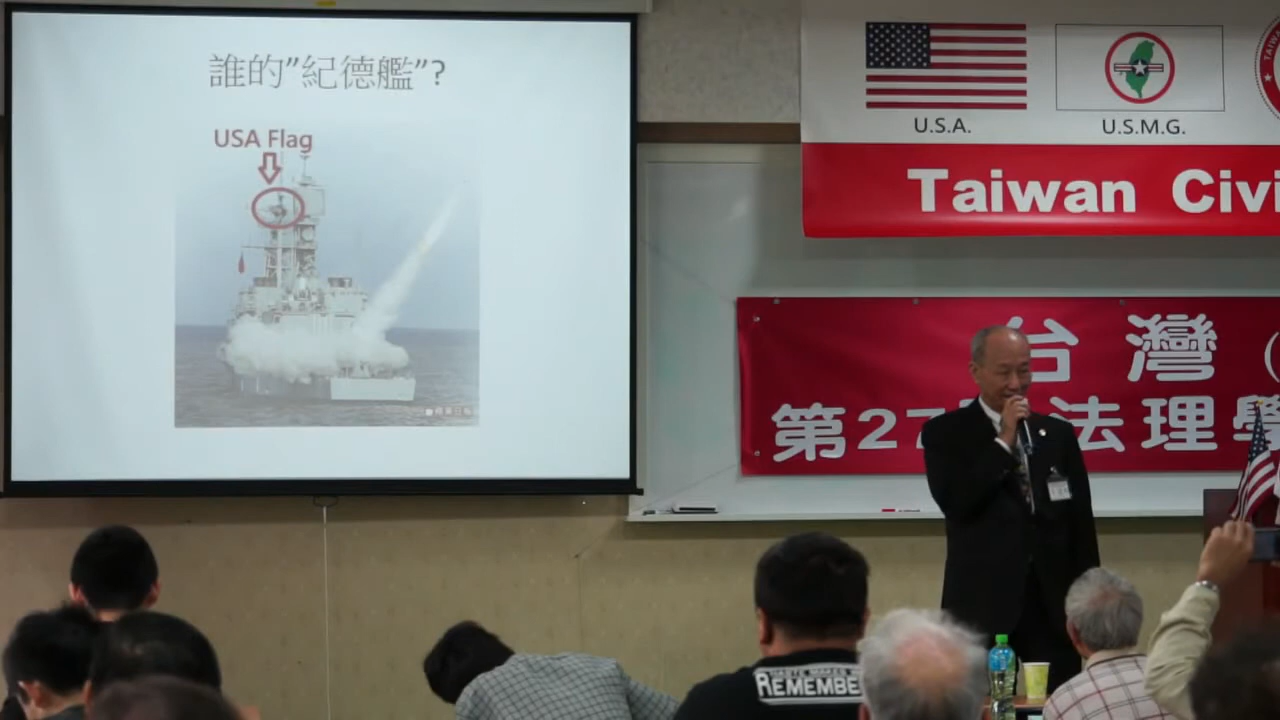 誰的"紀德艦"?
USA Flag
U.S.A.
U.S.M.G.
Taiwan Civi
台灣(
第27
法理學
REMEMBE